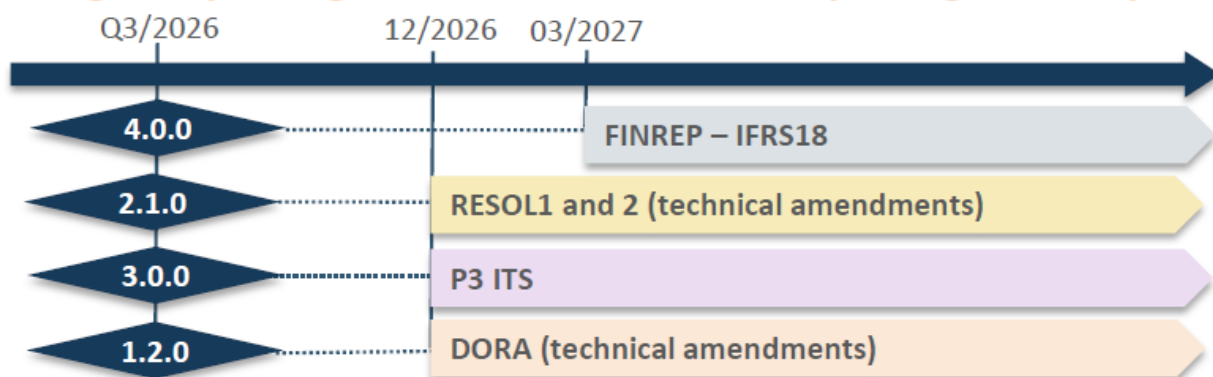 Q3/2026 12/2026 03/2027
4.0.0 FINREP – IFRS18
2.1.0 RESOL1 and 2 (technical amendments)
3.0.0 P3 ITS
1.2.0 DORA (technical amendments)